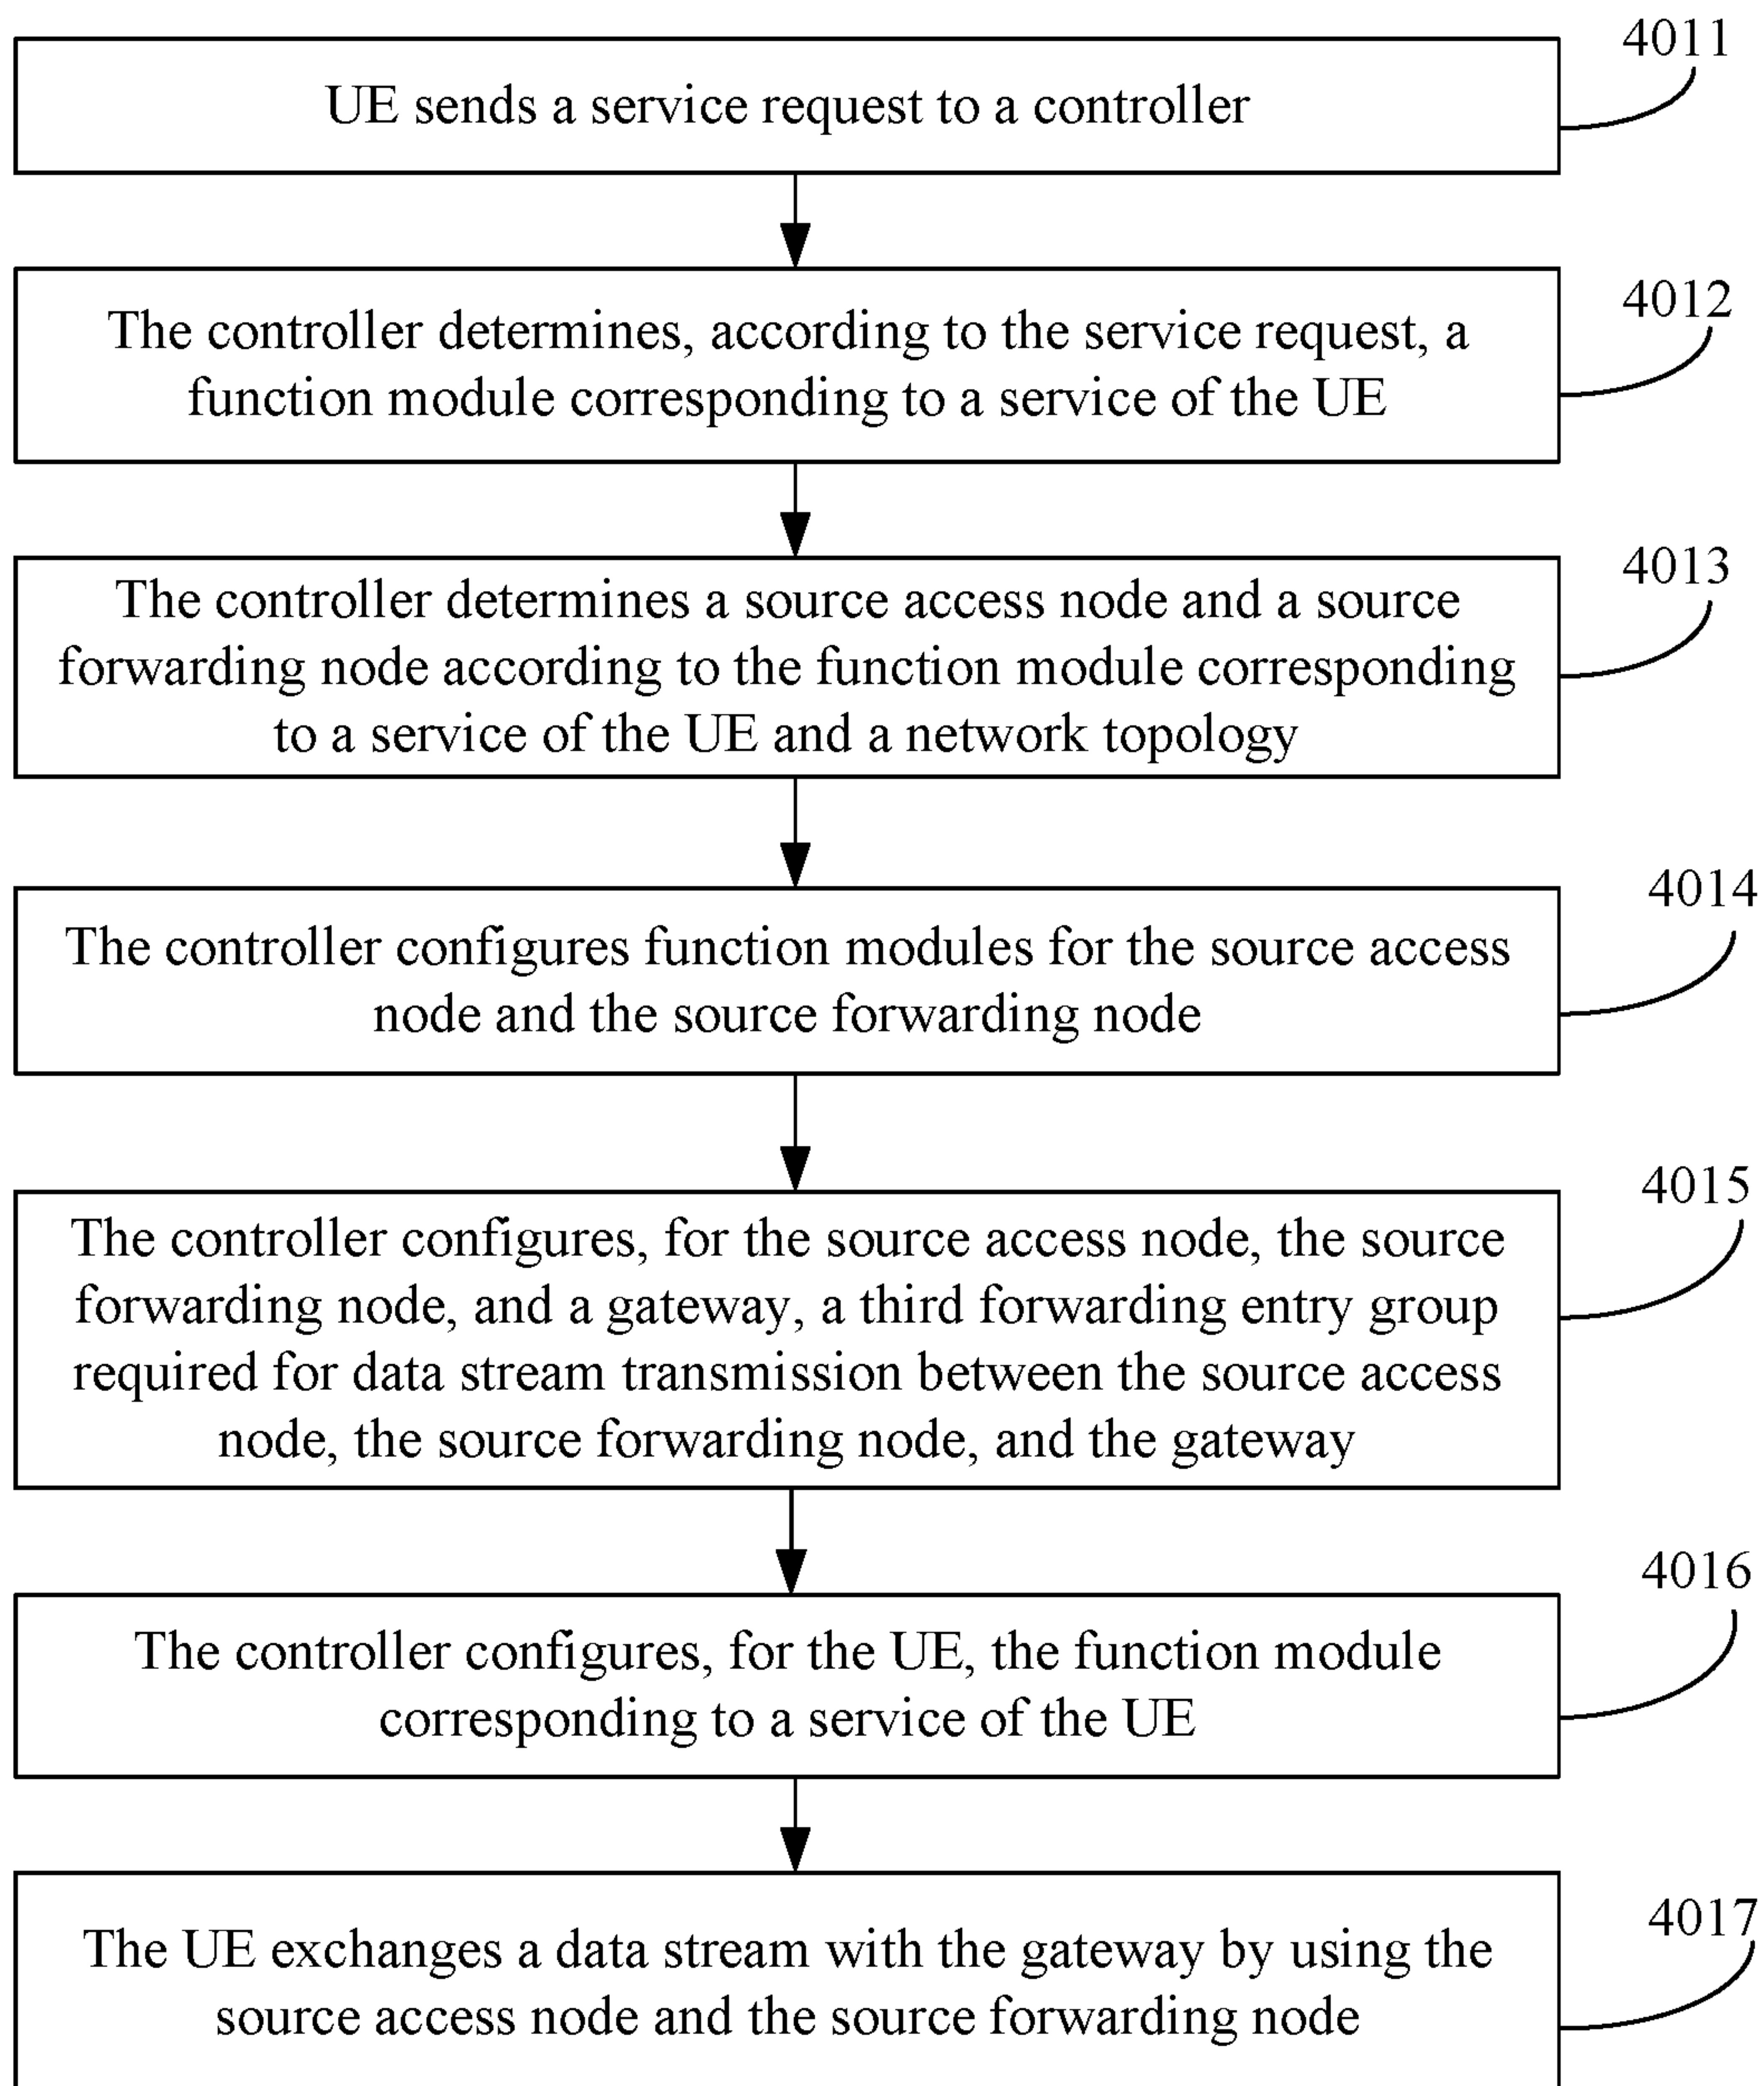 4011
UE sends a service request to a controller
4012
The controller determines, according to the service request, a
function module corresponding to a service of the UE
4013
The controller determines a source access node and a source
forwarding node according to the function module corresponding
to a service of the UE and a network topology
4014
The controller configures function modules for the source access
node and the source forwarding node
4015
The controller configures, for the source access node, the source
forwarding node, and a gateway, a third forwarding entry group
required for data stream transmission between the source access
node, the source forwarding node, and the gateway
4016
The controller configures, for the UE, the function module
corresponding to a service of the UE
4017
The UE exchanges a data stream with the gateway by using the
source access node and the source forwarding node